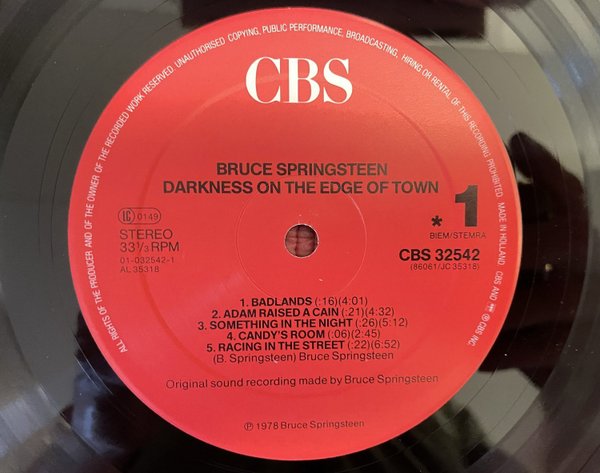 ALL RIGHTS OF THE PRODUCER AND OF THE OWNER OF THE RECORDED WORK RESERVED. UNAUTHORISED COPYING, PUBLIC PERFORMANCE, BROADCASTING, HIRING OR RENTAL OF THIS RECORDING PROHIBITED. MADE IN HOLLAND. CBS AND ℗ CBS INC.
CBS
BRUCE SPRINGSTEEN
DARKNESS ON THE EDGE OF TOWN
LC 0149
STEREO
33 1/3 RPM
01-032542-1
AL 35318
* 1
BIEM/STEMRA
CBS 32542
(86061/JC 35318)
1. BADLANDS (:16)(4:01)
2. ADAM RAISED A CAIN (:21)(4:32)
3. SOMETHING IN THE NIGHT (:26)(5:12)
4. CANDY'S ROOM (:06)(2:45)
5. RACING IN THE STREET (:22)(6:52)
(B. Springsteen) Bruce Springsteen
Original sound recording made by Bruce Springsteen
℗ 1978 Bruce Springsteen